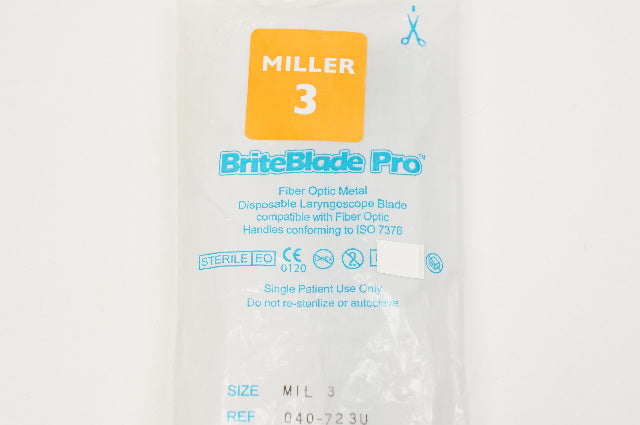 MILLER
3
BriteBlade Pro™
Fiber Optic Metal
Disposable Laryngoscope Blade
compatible with Fiber Optic
Handles conforming to ISO 7376
STERILE EO CE
0120
Single Patient Use Only
Do not re-sterilize or autoclave
SIZE MIL 3
REF 040-723U